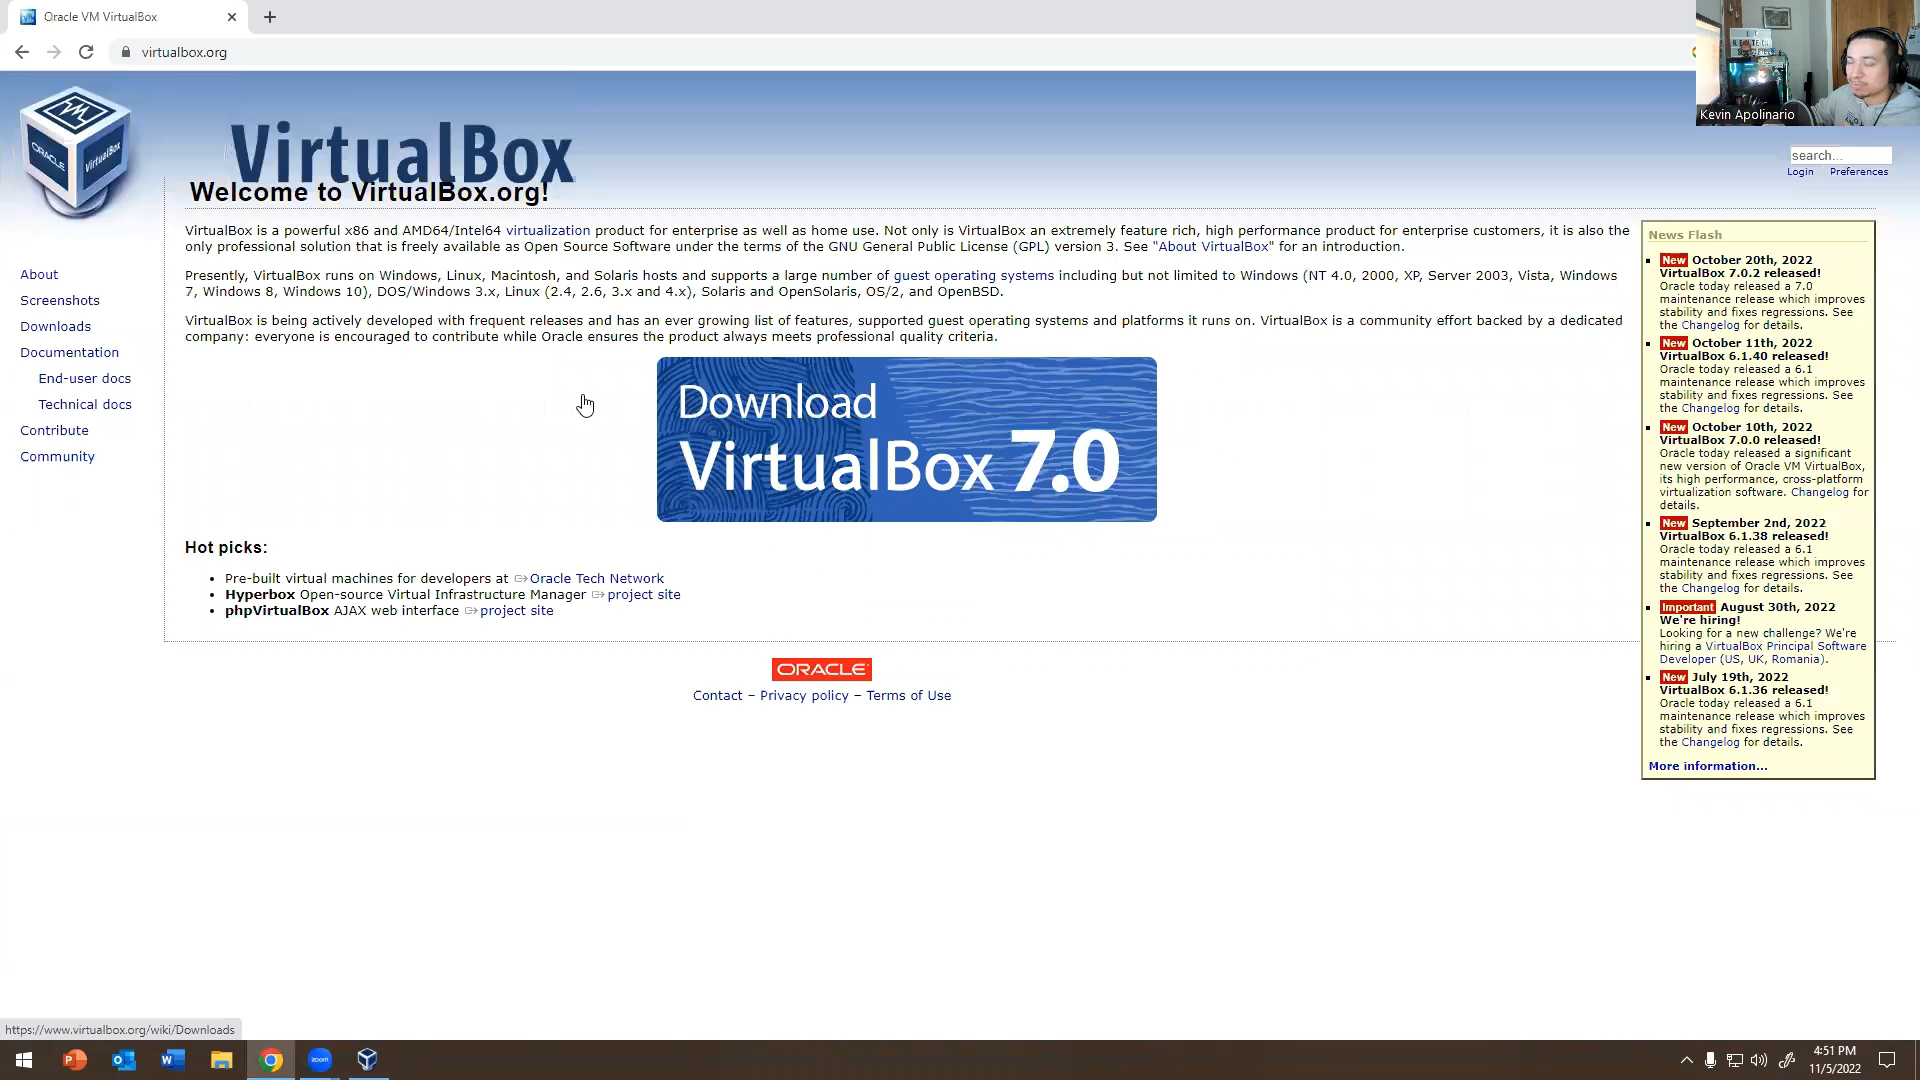 Oracle VM VirtualBox
virtualbox.org
Kevin Apolinario
ORACLE
VirtualBox
VirtualBox
search...
Login Preferences
Welcome to VirtualBox.org!
VirtualBox is a powerful x86 and AMD64/Intel64 virtualization product for enterprise as well as home use. Not only is VirtualBox an extremely feature rich, high performance product for enterprise customers, it is also the
only professional solution that is freely available as Open Source Software under the terms of the GNU General Public License (GPL) version 3. See "About VirtualBox" for an introduction.
Presently, VirtualBox runs on Windows, Linux, Macintosh, and Solaris hosts and supports a large number of guest operating systems including but not limited to Windows (NT 4.0, 2000, XP, Server 2003, Vista, Windows
7, Windows 8, Windows 10), DOS/Windows 3.x, Linux (2.4, 2.6, 3.x and 4.x), Solaris and OpenSolaris, OS/2, and OpenBSD.
VirtualBox is being actively developed with frequent releases and has an ever growing list of features, supported guest operating systems and platforms it runs on. VirtualBox is a community effort backed by a dedicated
company: everyone is encouraged to contribute while Oracle ensures the product always meets professional quality criteria.
About
Screenshots
Downloads
Documentation
End-user docs
Technical docs
Contribute
Community
Download
VirtualBox 7.0
Hot picks:
• Pre-built virtual machines for developers at Oracle Tech Network
• Hyperbox Open-source Virtual Infrastructure Manager project site
• phpVirtualBox AJAX web interface project site
ORACLE
Contact – Privacy policy – Terms of Use
News Flash
New October 20th, 2022
VirtualBox 7.0.2 released!
Oracle today released a 7.0
maintenance release which improves
stability and fixes regressions. See
the Changelog for details.
New October 11th, 2022
VirtualBox 6.1.40 released!
Oracle today released a 6.1
maintenance release which improves
stability and fixes regressions. See
the Changelog for details.
New October 10th, 2022
VirtualBox 7.0.0 released!
Oracle today released a significant
new version of Oracle VM VirtualBox,
its high performance, cross-platform
virtualization software. Changelog for
details.
New September 2nd, 2022
VirtualBox 6.1.38 released!
Oracle today released a 6.1
maintenance release which improves
stability and fixes regressions. See
the Changelog for details.
Important August 30th, 2022
We're hiring!
Looking for a new challenge? We're
hiring a VirtualBox Principal Software
Developer (US, UK, Romania).
New July 19th, 2022
VirtualBox 6.1.36 released!
Oracle today released a 6.1
maintenance release which improves
stability and fixes regressions. See
the Changelog for details.
More information...
https://www.virtualbox.org/wiki/Downloads
zoom
4:51 PM
11/5/2022